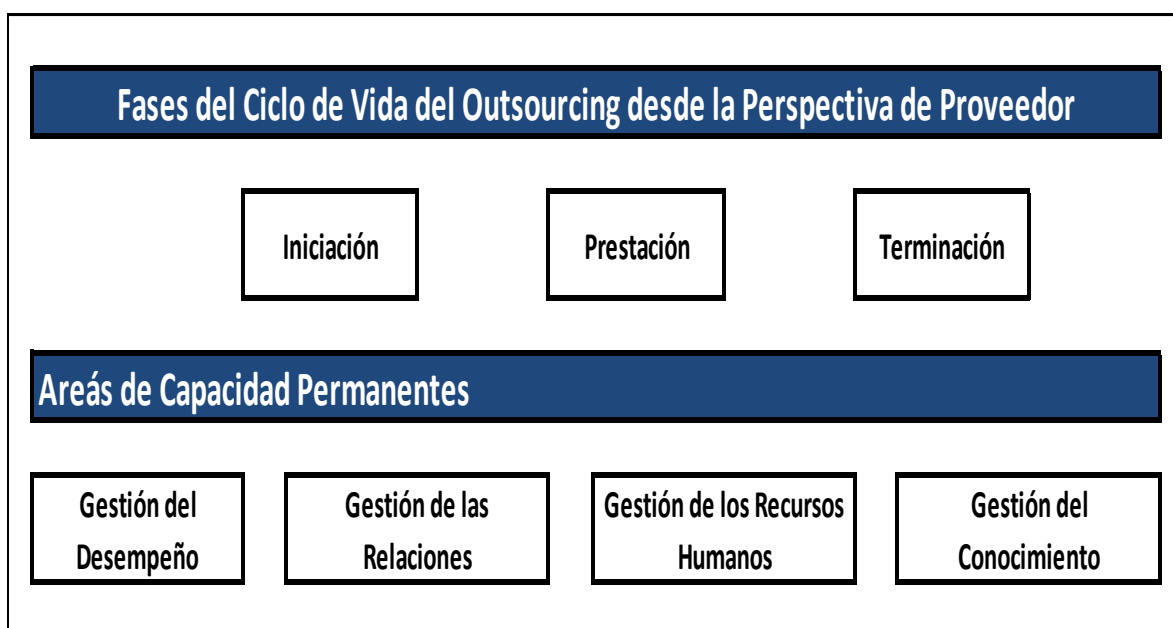 Fases del Ciclo de Vida del Outsourcing desde la Perspectiva de Proveedor
Iniciación
Prestación
Terminación
Areás de Capacidad Permanentes
Gestión del
Desempeño
Gestión de las
Relaciones
Gestión de los Recursos
Humanos
Gestión del
Conocimiento